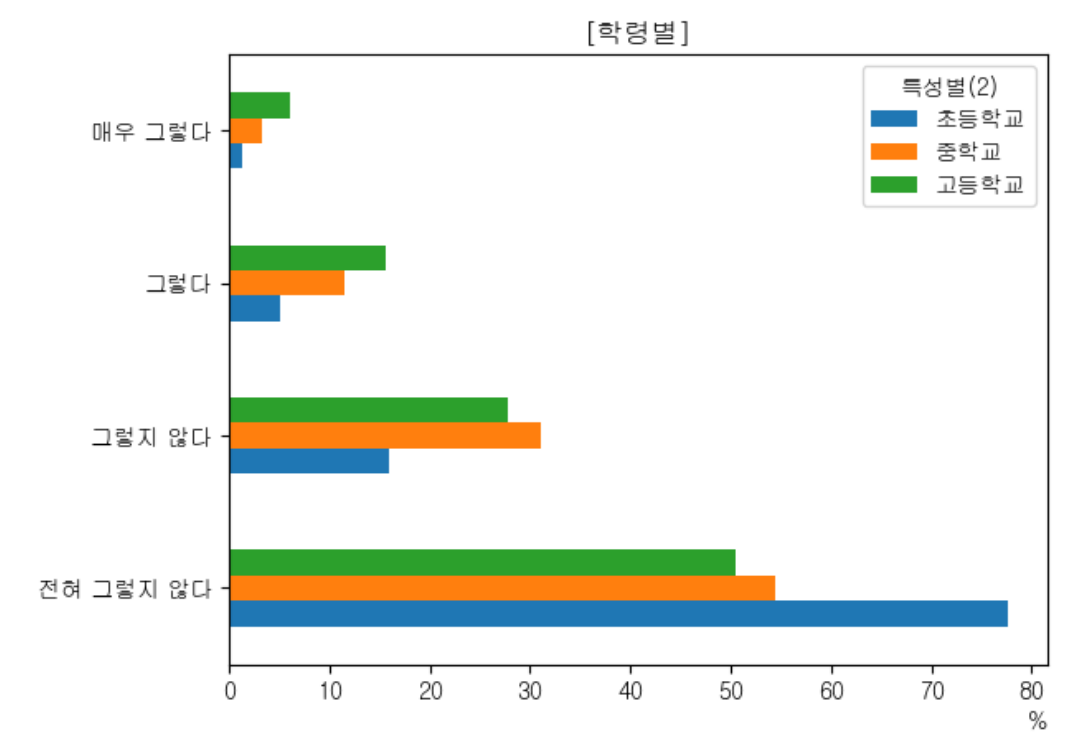 [학령별]
특성별(2)
초등학교
중학교
고등학교
매우 그렇다
그렇다
그렇지 않다
전혀 그렇지 않다
0 10 20 30 40 50 60 70 80
%